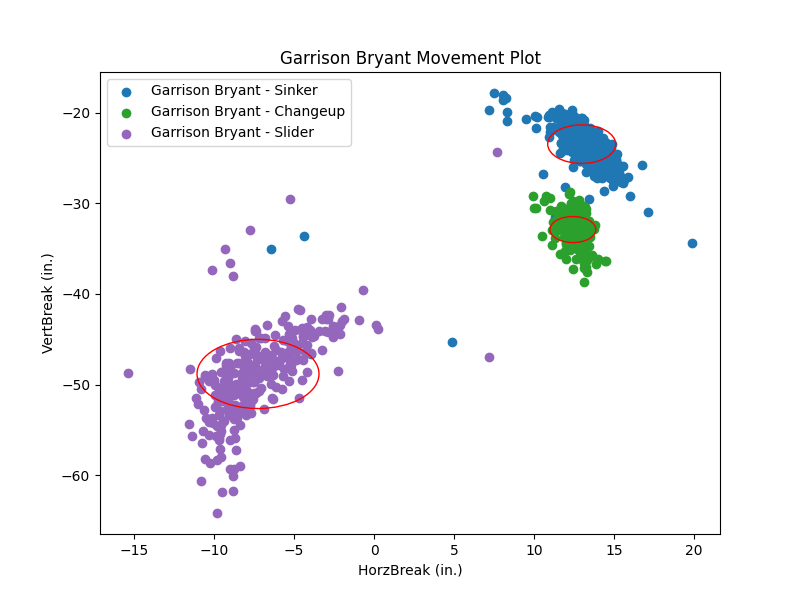 Garrison Bryant Movement Plot
Garrison Bryant - Sinker
Garrison Bryant - Changeup
Garrison Bryant - Slider
VertBreak (in.)
−20
−30
−40
−50
−60
−15
−10
−5
0
5
10
15
20
HorzBreak (in.)